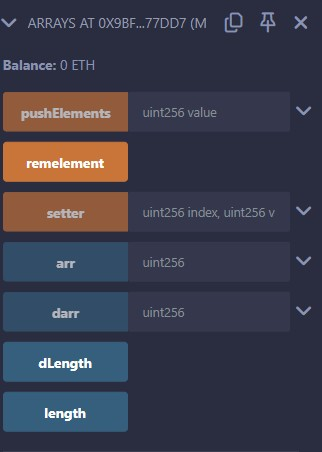 ARRAYS AT 0X9BF...77DD7 (M
Balance: 0 ETH
pushElements uint256 value
remelement
setter uint256 index, uint256 v
arr uint256
darr uint256
dLength
length